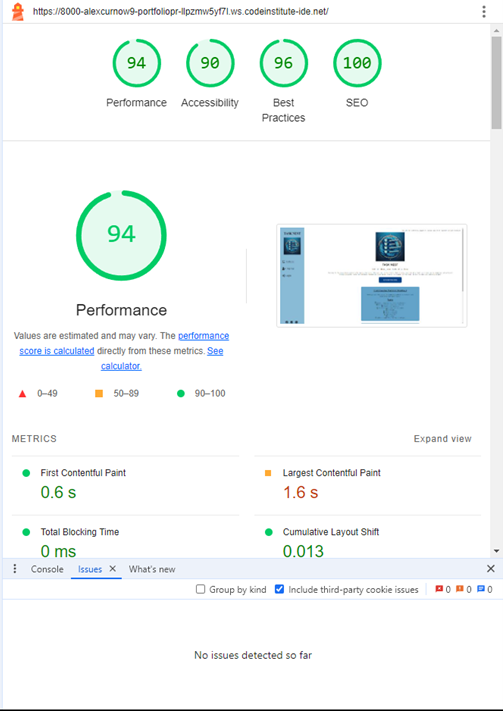 https://8000-alexcurnow9-portfoliopr-llpzmw5yf7l.ws.codeinstitute-ide.net/
94 90 96 100
Performance Accessibility Best Practices SEO
94
Performance
Values are estimated and may vary. The performance
score is calculated directly from these metrics. See
calculator.
0–49 50–89 90–100
METRICS Expand view
First Contentful Paint Largest Contentful Paint
0.6 s 1.6 s
Total Blocking Time Cumulative Layout Shift
0 ms 0.013
Console Issues What's new
Group by kind Include third-party cookie issues 0 0 0
No issues detected so far